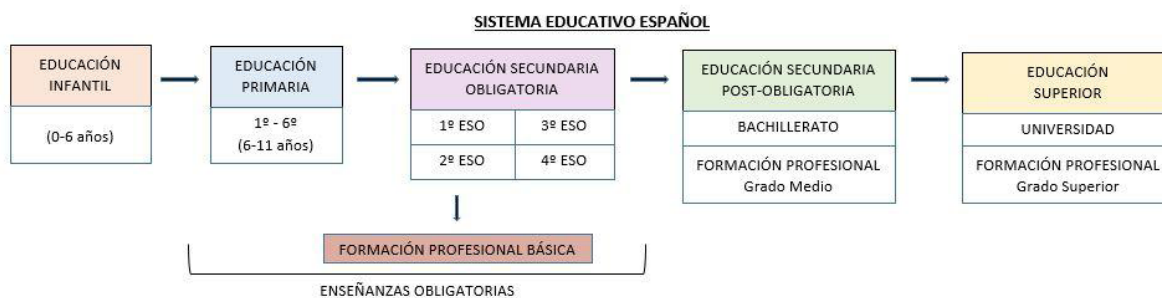 SISTEMA EDUCATIVO ESPAÑOL
EDUCACIÓN
INFANTIL
(0-6 años)
EDUCACIÓN
PRIMARIA
1º - 6º
(6-11 años)
EDUCACIÓN SECUNDARIA
OBLIGATORIA
1º ESO
3º ESO
2º ESO
4º ESO
EDUCACIÓN SECUNDARIA
POST-OBLIGATORIA
BACHILLERATO
FORMACIÓN PROFESIONAL
Grado Medio
EDUCACIÓN
SUPERIOR
UNIVERSIDAD
FORMACIÓN PROFESIONAL
Grado Superior
FORMACIÓN PROFESIONAL BÁSICA
ENSEÑANZAS OBLIGATORIAS